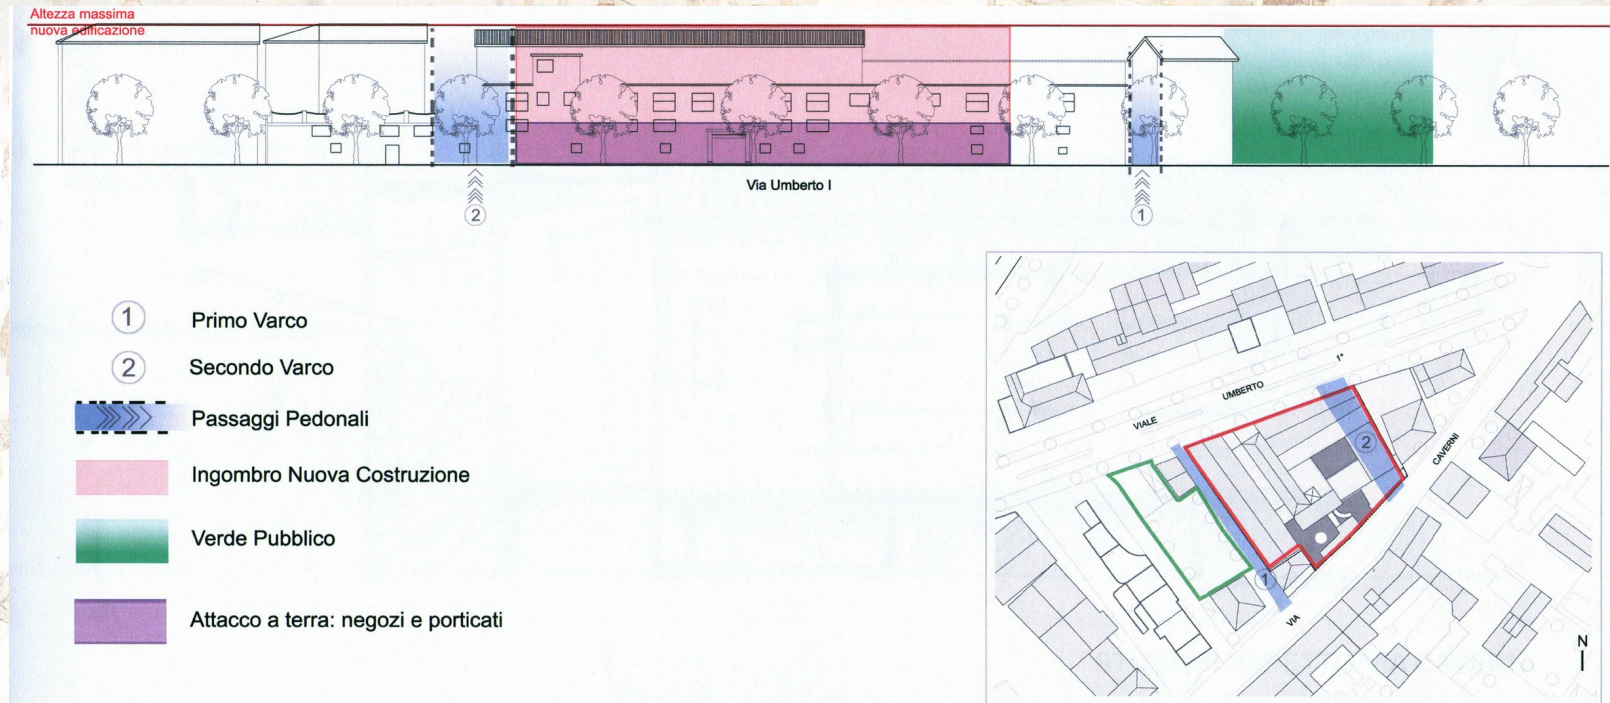 Altezza massima
nuova edificazione
Via Umberto I
2
1
1 Primo Varco
2 Secondo Varco
Passaggi Pedonali
Ingombro Nuova Costruzione
Verde Pubblico
Attacco a terra: negozi e porticati
VIALE UMBERTO 1°
2
CAVERNI
1
VIA
N